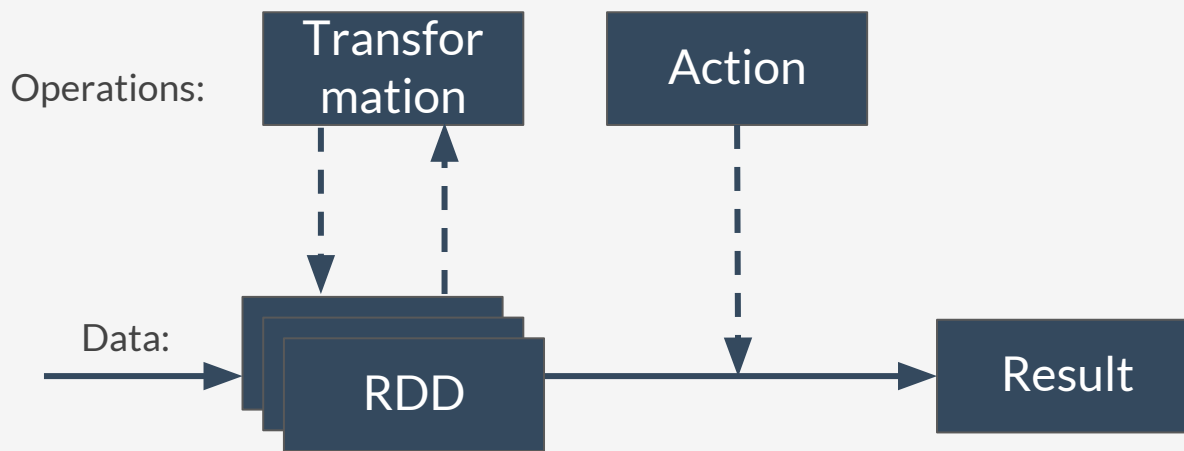 Operations:
Transfor
mation
Action
Data:
RDD
Result